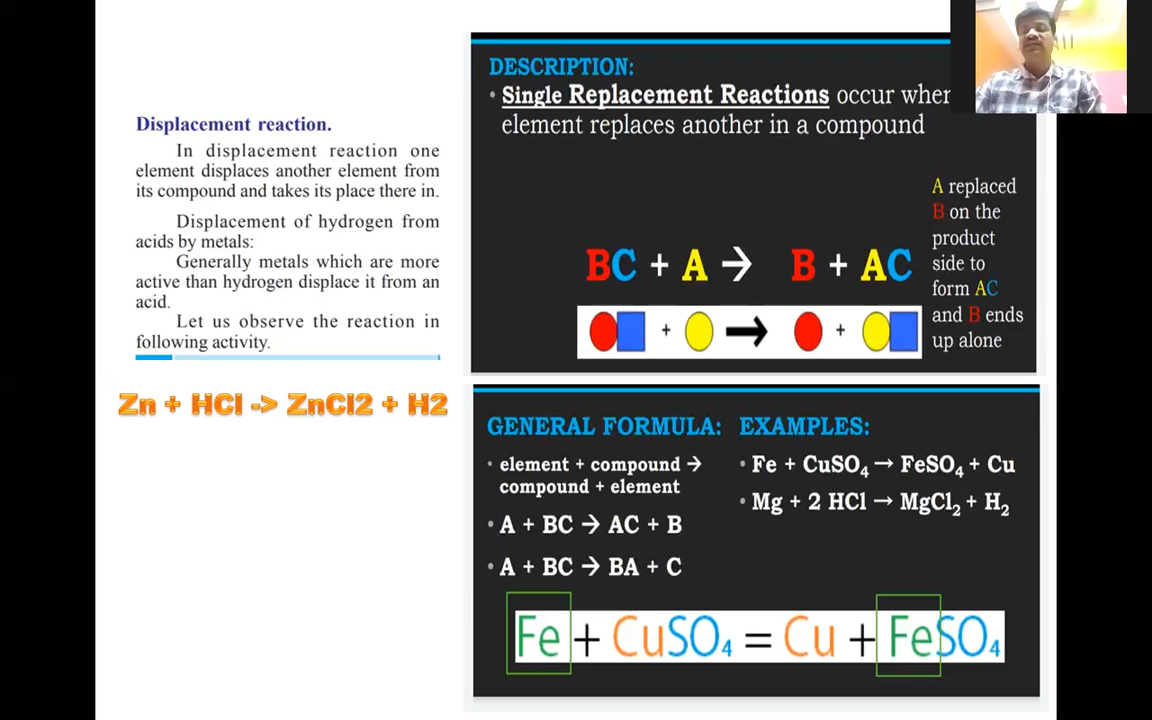 Displacement reaction.
In displacement reaction one
element displaces another element from
its compound and takes its place there in.
Displacement of hydrogen from
acids by metals:
Generally metals which are more
active than hydrogen displace it from an
acid.
Let us observe the reaction in
following activity.
Zn + HCl -> ZnCl2 + H2
DESCRIPTION:
• Single Replacement Reactions occur when
element replaces another in a compound
BC + A → B + AC
+ → +
A replaced
B on the
product
side to
form AC
and B ends
up alone
GENERAL FORMULA:
• element + compound →
compound + element
• A + BC → AC + B
• A + BC → BA + C
EXAMPLES:
• Fe + CuSO₄ → FeSO₄ + Cu
• Mg + 2 HCl → MgCl₂ + H₂
Fe + CuSO₄ = Cu + FeSO₄